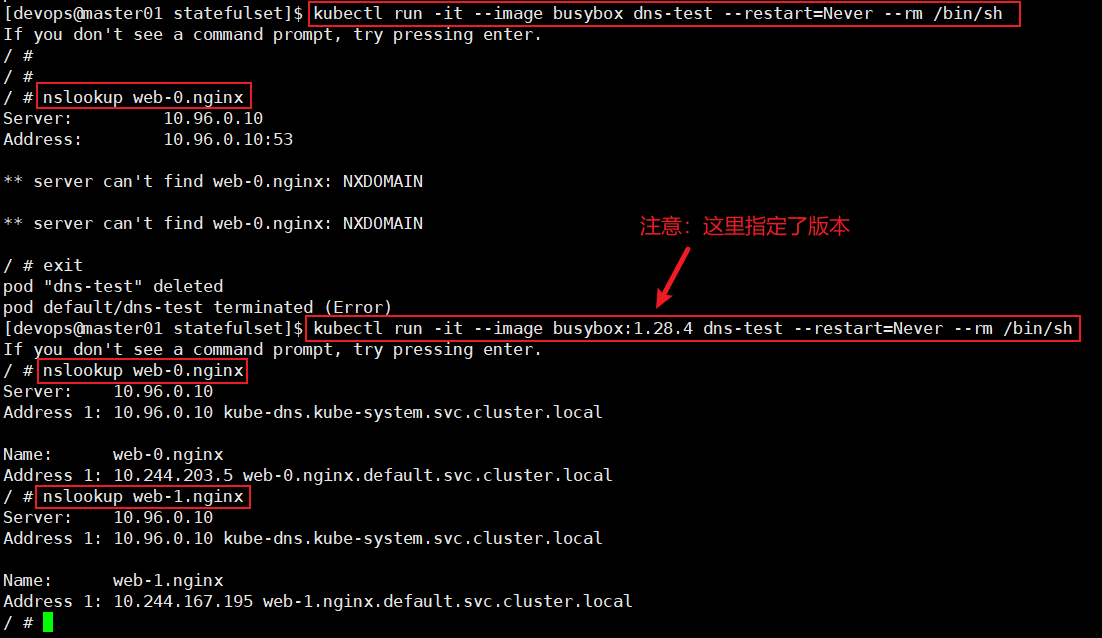 [devops@master01 statefulset]$ kubectl run -it --image busybox dns-test --restart=Never --rm /bin/sh
If you don't see a command prompt, try pressing enter.
/ #
/ #
/ # nslookup web-0.nginx
Server:         10.96.0.10
Address:        10.96.0.10:53

** server can't find web-0.nginx: NXDOMAIN

** server can't find web-0.nginx: NXDOMAIN

注意：这里指定了版本
/ # exit
pod "dns-test" deleted
pod default/dns-test terminated (Error)
[devops@master01 statefulset]$ kubectl run -it --image busybox:1.28.4 dns-test --restart=Never --rm /bin/sh
If you don't see a command prompt, try pressing enter.
/ # nslookup web-0.nginx
Server:    10.96.0.10
Address 1: 10.96.0.10 kube-dns.kube-system.svc.cluster.local

Name:      web-0.nginx
Address 1: 10.244.203.5 web-0.nginx.default.svc.cluster.local
/ # nslookup web-1.nginx
Server:    10.96.0.10
Address 1: 10.96.0.10 kube-dns.kube-system.svc.cluster.local

Name:      web-1.nginx
Address 1: 10.244.167.195 web-1.nginx.default.svc.cluster.local
/ #